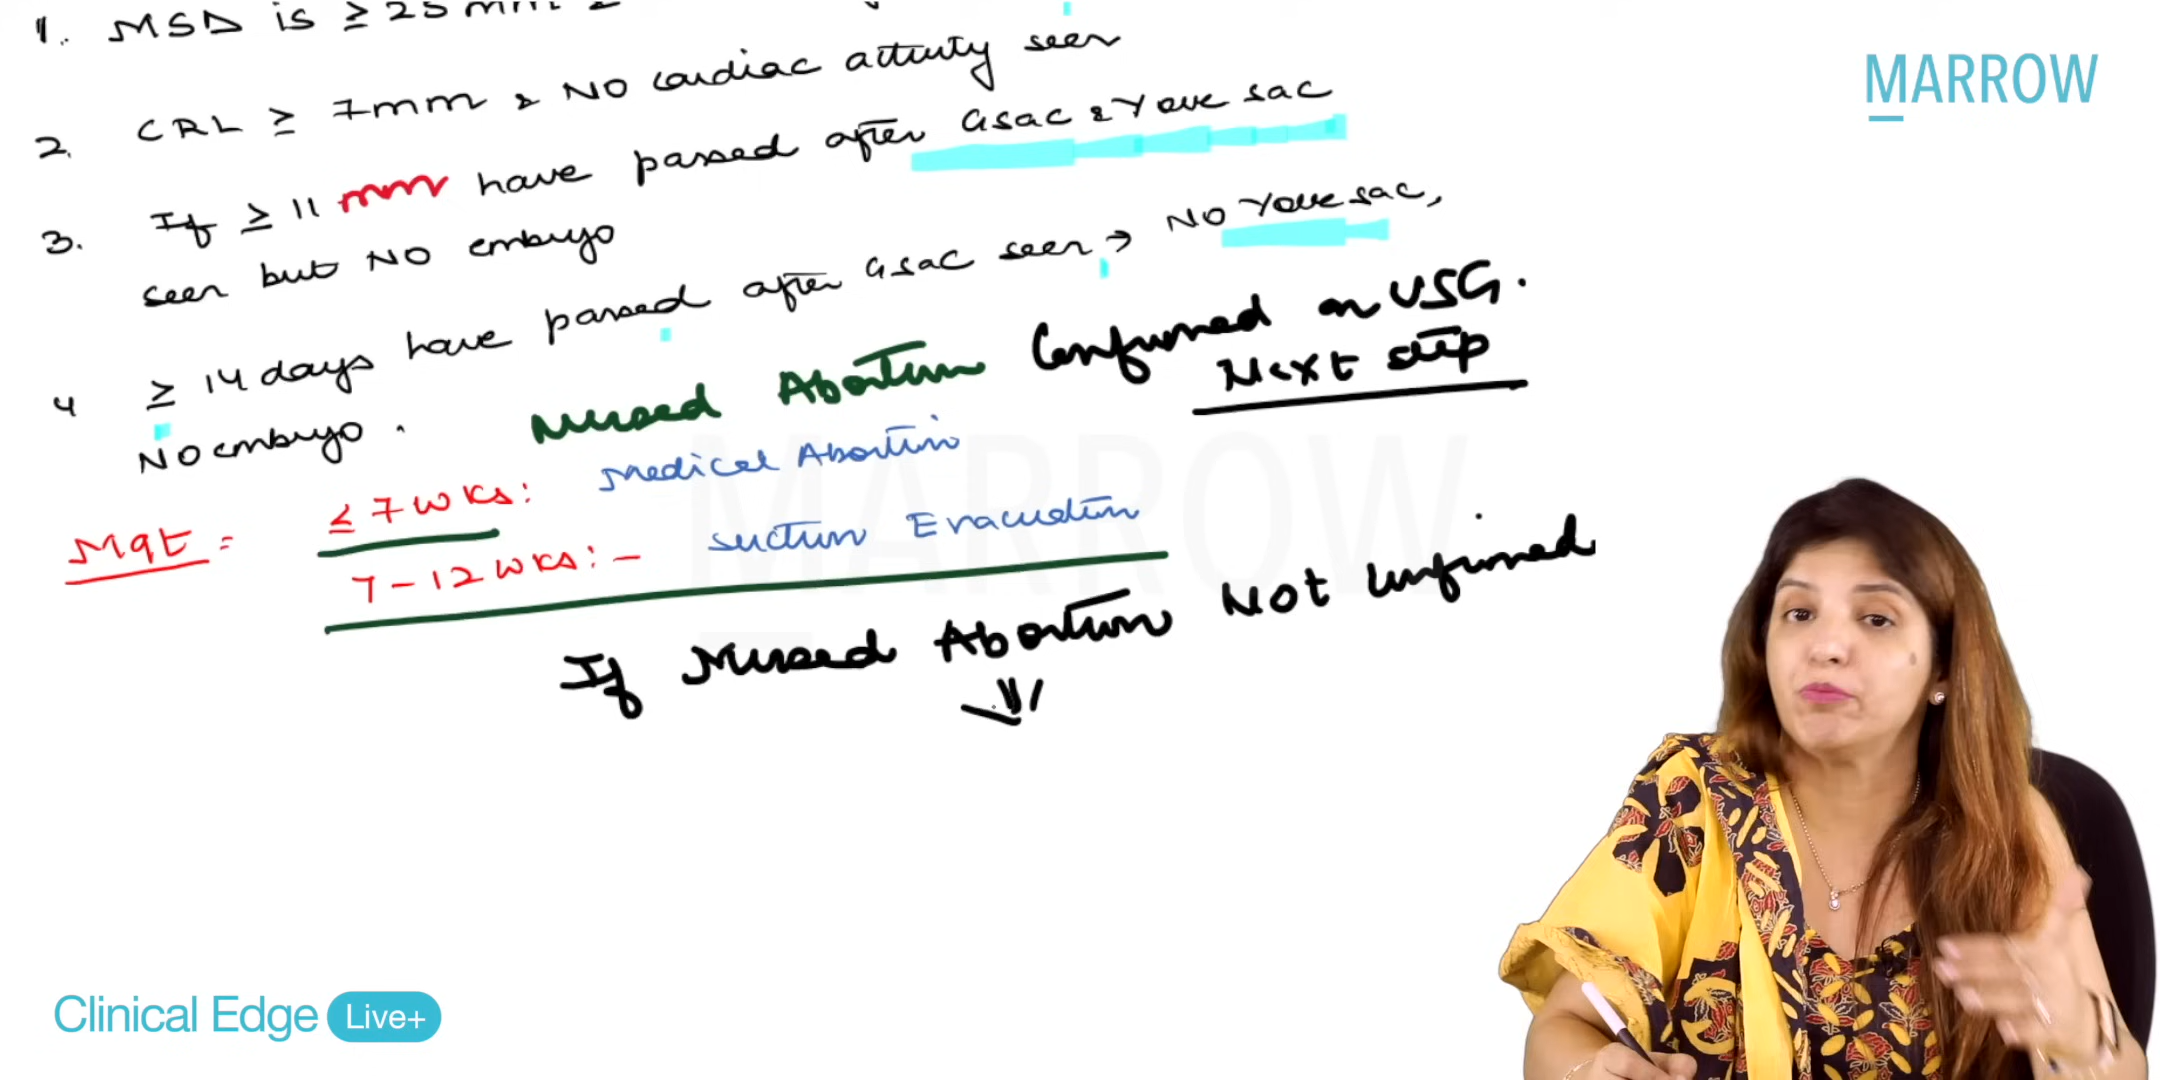 1. MSD is ≥ 25 mm &
MARROW
2. CRL ≥ 7mm & NO cardiac activity seen
3. If ≥ 11 mm have passed after Gsac & Yolk sac
seen but NO embryo
4 ≥ 14 days have passed after Gsac seen → NO Yolk sac,
NO embryo.
Missed Abortion Confirmed on USG.
Next step
Mgt = ≤ 7 wks: Medical Abortion
7-12 wks:- Suction Evacuation
If Missed Abortion Not Confirmed
MARROW
Clinical Edge Live+